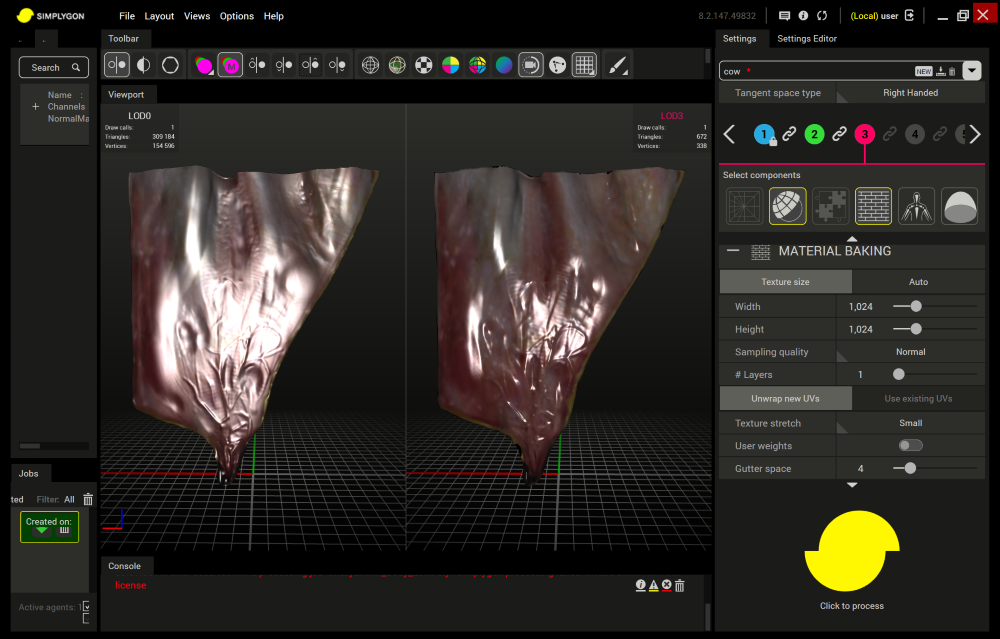 SIMPLYGON
File Layout Views Options Help
8.2.147.49832
(Local) user
Toolbar
Settings
Settings Editor
Search
cow *
NEW
Tangent space type
Right Handed
Name :
Channels
NormalMa
Viewport
LOD0
Draw calls: 1
Triangles: 309 184
Vertices: 154 596
LOD3
Draw calls: 1
Triangles: 672
Vertices: 338
1 2 3 4
Select components
MATERIAL BAKING
Texture size
Auto
Width 1,024
Height 1,024
Sampling quality Normal
# Layers 1
Unwrap new UVs
Use existing UVs
Texture stretch Small
User weights
Gutter space 4
Jobs
ted Filter: All
Created on:
Active agents: 1
Console
license
Click to process